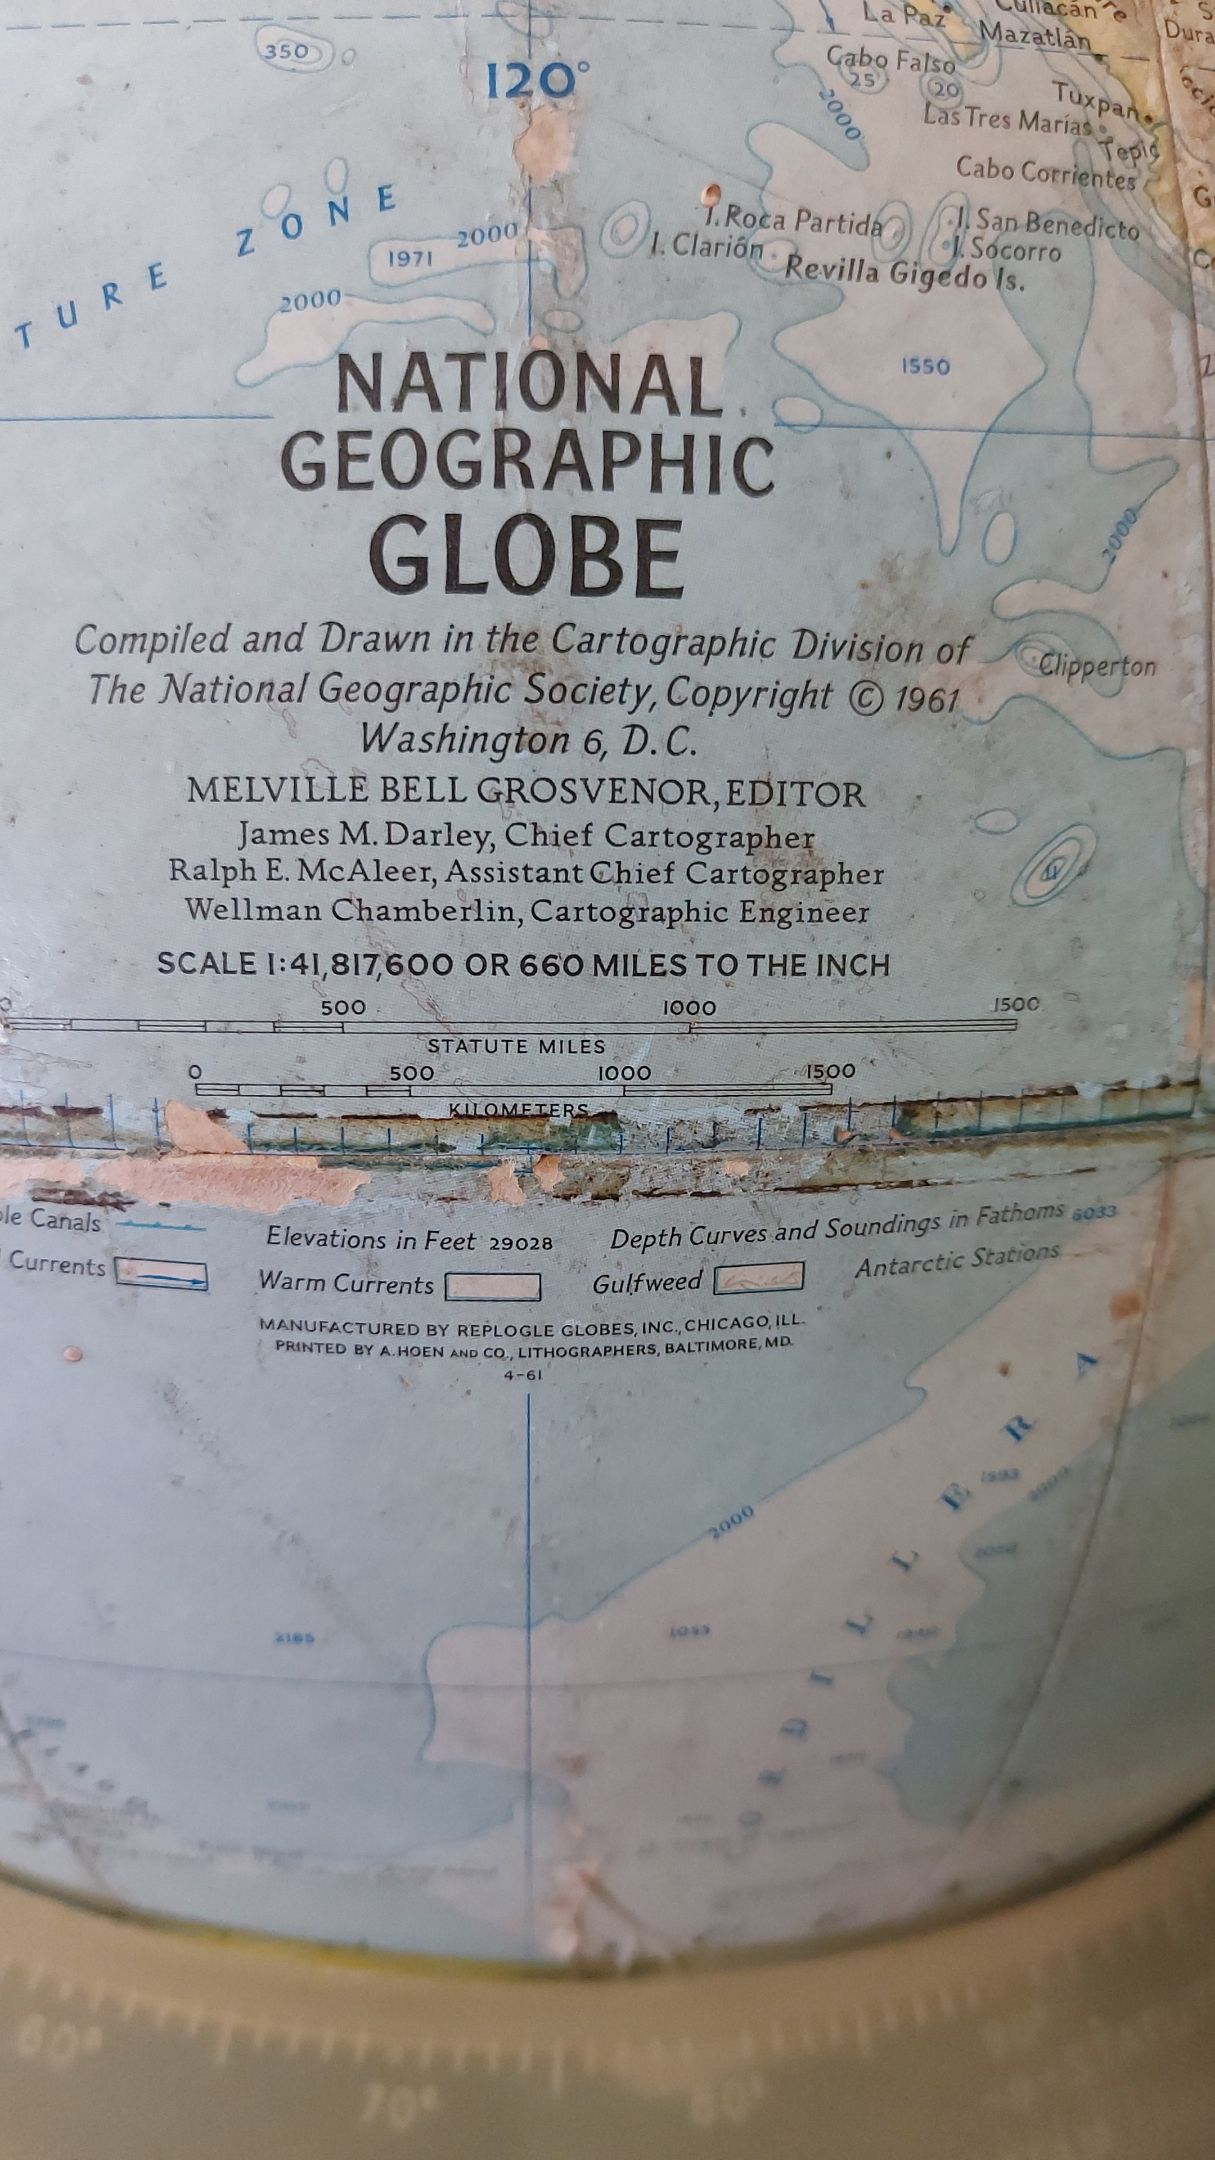 La Paz
Culiacán
Mazatlán
350
120°
Cabo Falso
25
20
2000
Tuxpan
Las Tres Marías
Tepic
Cabo Corrientes
TURE ZONE
I. Roca Partida
I. San Benedicto
I. Clarión
I. Socorro
Revilla Gigedo Is.
2000
1971
2000
1550
NATIONAL
GEOGRAPHIC
GLOBE
2000
Compiled and Drawn in the Cartographic Division of
The National Geographic Society, Copyright © 1961
Washington 6, D.C.
Clipperton
MELVILLE BELL GROSVENOR, EDITOR
James M. Darley, Chief Cartographer
Ralph E. McAleer, Assistant Chief Cartographer
Wellman Chamberlin, Cartographic Engineer
SCALE 1:41,817,600 OR 660 MILES TO THE INCH
0 500 1000 1500
STATUTE MILES
0 500 1000 1500
KILOMETERS
Canals
Elevations in Feet 29028
Depth Curves and Soundings in Fathoms 5033
Currents
Warm Currents
Gulfweed
Antarctic Stations
MANUFACTURED BY REPLOGLE GLOBES, INC., CHICAGO, ILL.
PRINTED BY A. HOEN AND CO., LITHOGRAPHERS, BALTIMORE, MD.
4-61
2000
2165
DILLERA
60°
70°
80°